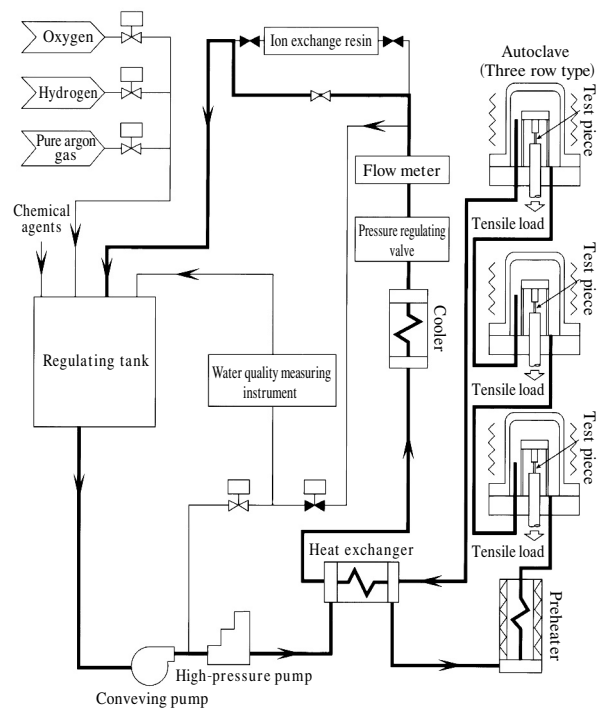 Oxygen
Hydrogen
Pure argon
gas
Chemical
agents
Ion exchange resin
Autoclave
(Three row type)
Test piece
Flow meter
Tensile load
Pressure regulating
valve
Test piece
Cooler
Regulating tank
Water quality measuring
instrument
Tensile load
Test piece
Heat exchanger
Tensile load
Preheater
High-pressure pump
Conveving pump